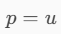 p = u